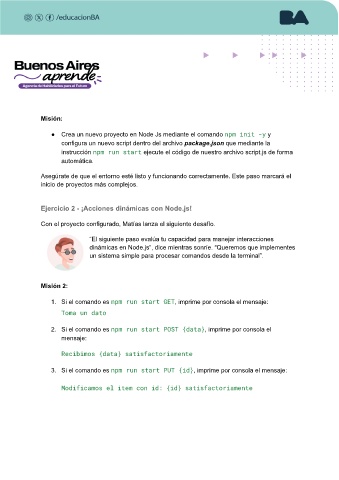 /educacionBA
BA
Buenos Aires
aprende
Agencia de Habilidades para el Futuro
Misión:
● Crea un nuevo proyecto en Node Js mediante el comando npm init -y y
configura un nuevo script dentro del archivo package.json que mediante la
instrucción npm run start ejecute el código de nuestro archivo script.js de forma
automática.
Asegúrate de que el entorno esté listo y funcionando correctamente. Este paso marcará el
inicio de proyectos más complejos.
Ejercicio 2 - ¡Acciones dinámicas con Node.js!
Con el proyecto configurado, Matías lanza el siguiente desafío.
"El siguiente paso evalúa tu capacidad para manejar interacciones
dinámicas en Node.js", dice mientras sonríe. "Queremos que implementes
un sistema simple para procesar comandos desde la terminal".
Misión 2:
1. Si el comando es npm run start GET, imprime por consola el mensaje:
Toma un dato
2. Si el comando es npm run start POST {data}, imprime por consola el
mensaje:
Recibimos {data} satisfactoriamente
3. Si el comando es npm run start PUT {id}, imprime por consola el mensaje:
Modificamos el item con id: {id} satisfactoriamente